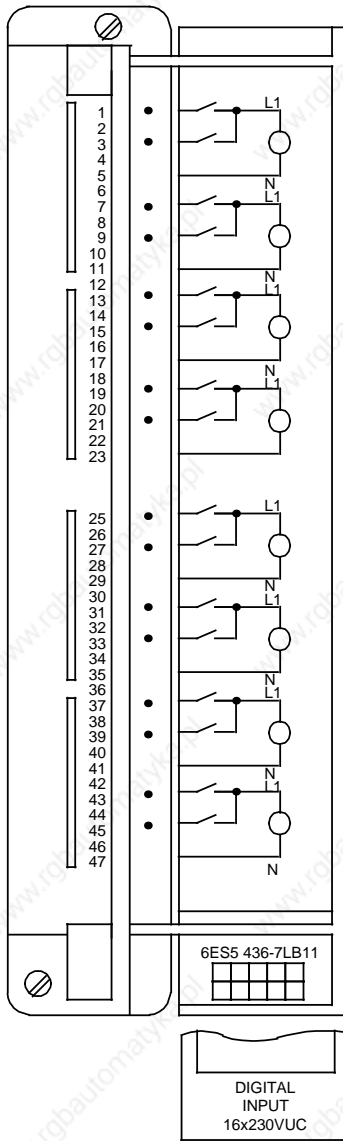 1
2
3
4
5
6
7
8
9
10
11
12
13
14
15
16
17
18
19
20
21
22
23
25
26
27
28
29
30
31
32
33
34
35
36
37
38
39
40
41
42
43
44
45
46
47
L1
N
L1
N
L1
N
L1
L1
N
L1
N
L1
N
L1
N
6ES5 436-7LB11
DIGITAL
INPUT
16x230VUC
www.rgbautomatyka.pl